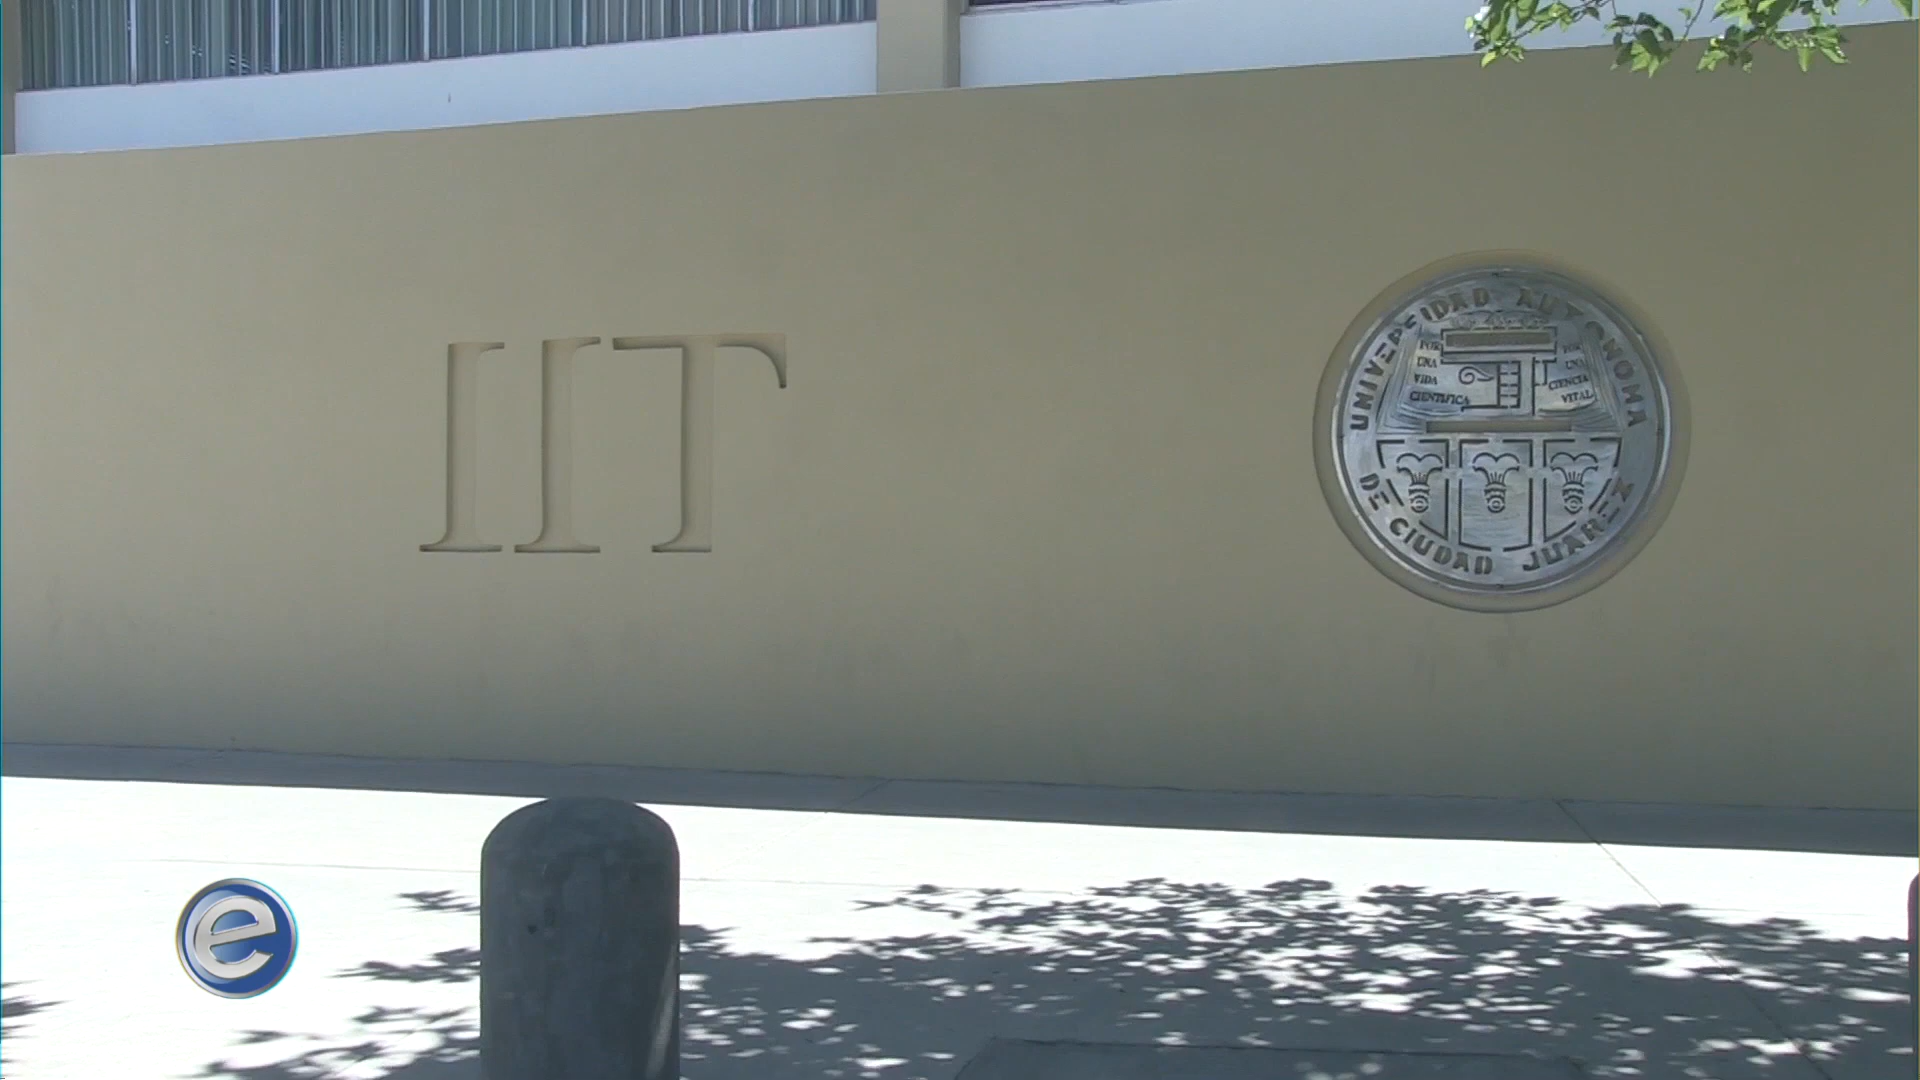 IIT
UNIVERSIDAD AUTONOMA
POR
UNA
VIDA
CIENTIFICA
POR
UNA
CIENCIA
VITAL
DE CIUDAD JUAREZ
e